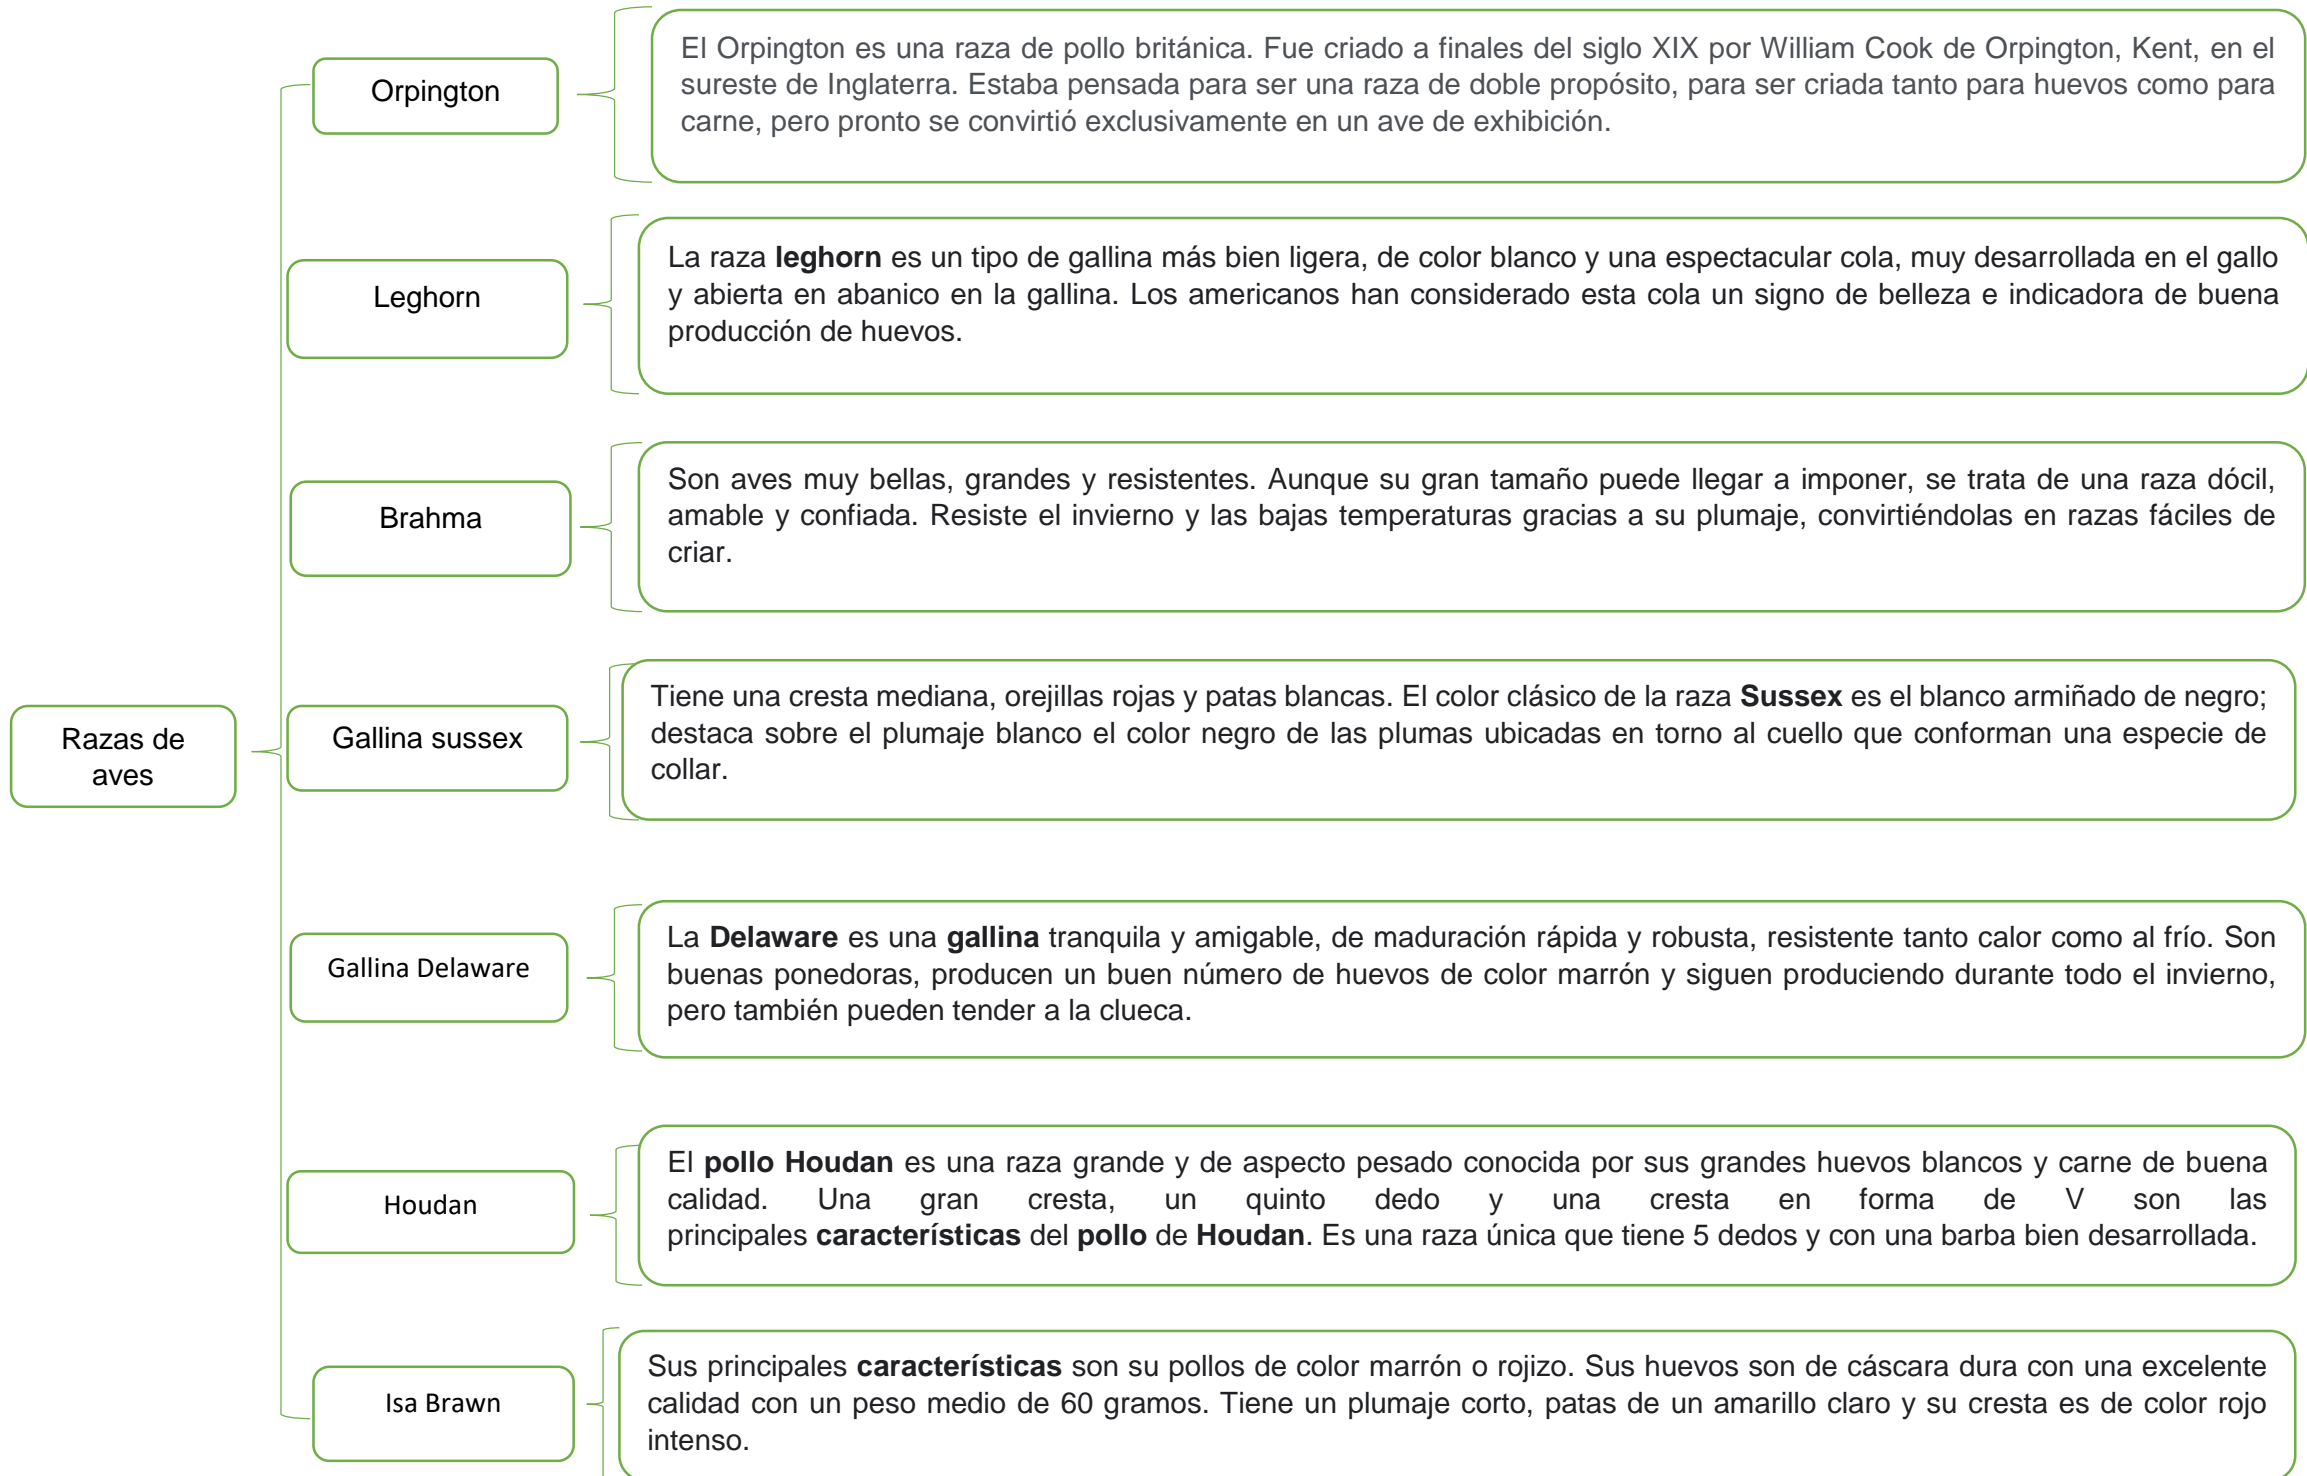 Orpington
El Orpington es una raza de pollo británica. Fue criado a finales del siglo XIX por William Cook de Orpington, Kent, en el
sureste de Inglaterra. Estaba pensada para ser una raza de doble propósito, para ser criada tanto para huevos como para
carne, pero pronto se convirtió exclusivamente en un ave de exhibición.
Leghorn
La raza leghorn es un tipo de gallina más bien ligera, de color blanco y una espectacular cola, muy desarrollada en el gallo
y abierta en abanico en la gallina. Los americanos han considerado esta cola un signo de belleza e indicadora de buena
producción de huevos.
Brahma
Son aves muy bellas, grandes y resistentes. Aunque su gran tamaño puede llegar a imponer, se trata de una raza dócil,
amable y confiada. Resiste el invierno y las bajas temperaturas gracias a su plumaje, convirtiéndolas en razas fáciles de
criar.
Razas de
aves
Gallina sussex
Tiene una cresta mediana, orejillas rojas y patas blancas. El color clásico de la raza Sussex es el blanco armiñado de negro;
destaca sobre el plumaje blanco el color negro de las plumas ubicadas en torno al cuello que conforman una especie de
collar.
Gallina Delaware
La Delaware es una gallina tranquila y amigable, de maduración rápida y robusta, resistente tanto calor como al frío. Son
buenas ponedoras, producen un buen número de huevos de color marrón y siguen produciendo durante todo el invierno,
pero también pueden tender a la clueca.
Houdan
El pollo Houdan es una raza grande y de aspecto pesado conocida por sus grandes huevos blancos y carne de buena
calidad. Una gran cresta, un quinto dedo y una cresta en forma de V son las
principales características del pollo de Houdan. Es una raza única que tiene 5 dedos y con una barba bien desarrollada.
Isa Brawn
Sus principales características son su pollos de color marrón o rojizo. Sus huevos son de cáscara dura con una excelente
calidad con un peso medio de 60 gramos. Tiene un plumaje corto, patas de un amarillo claro y su cresta es de color rojo
intenso.